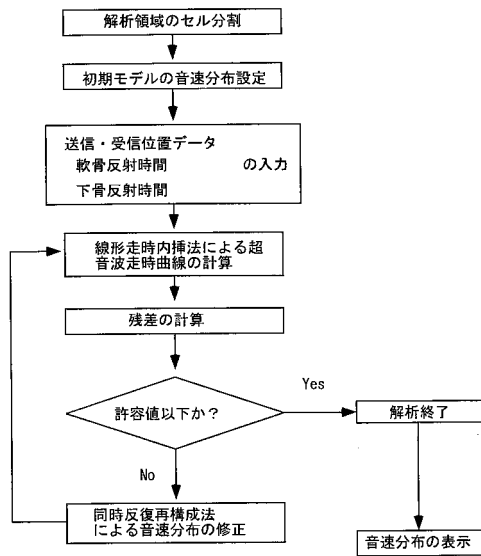 解析領域のセル分割
初期モデルの音速分布設定
送信・受信位置データ
軟骨反射時間 の入力
下骨反射時間
線形走時内挿法による超
音波走時曲線の計算
残差の計算
許容値以下か?
Yes
解析終了
No
同時反復再構成法
による音速分布の修正
音速分布の表示